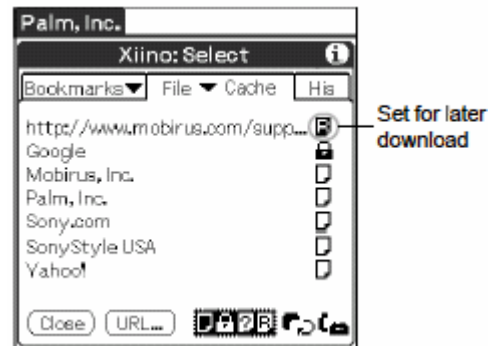 Palm, Inc.
Xiino: Select
Bookmarks▼ File ▼ Cache His
http://www.mobirus.com/supp...
Set for later
download
Google
Mobirus, Inc.
Palm, Inc.
Sony.com
SonyStyle USA
Yahoo!
Close URL...